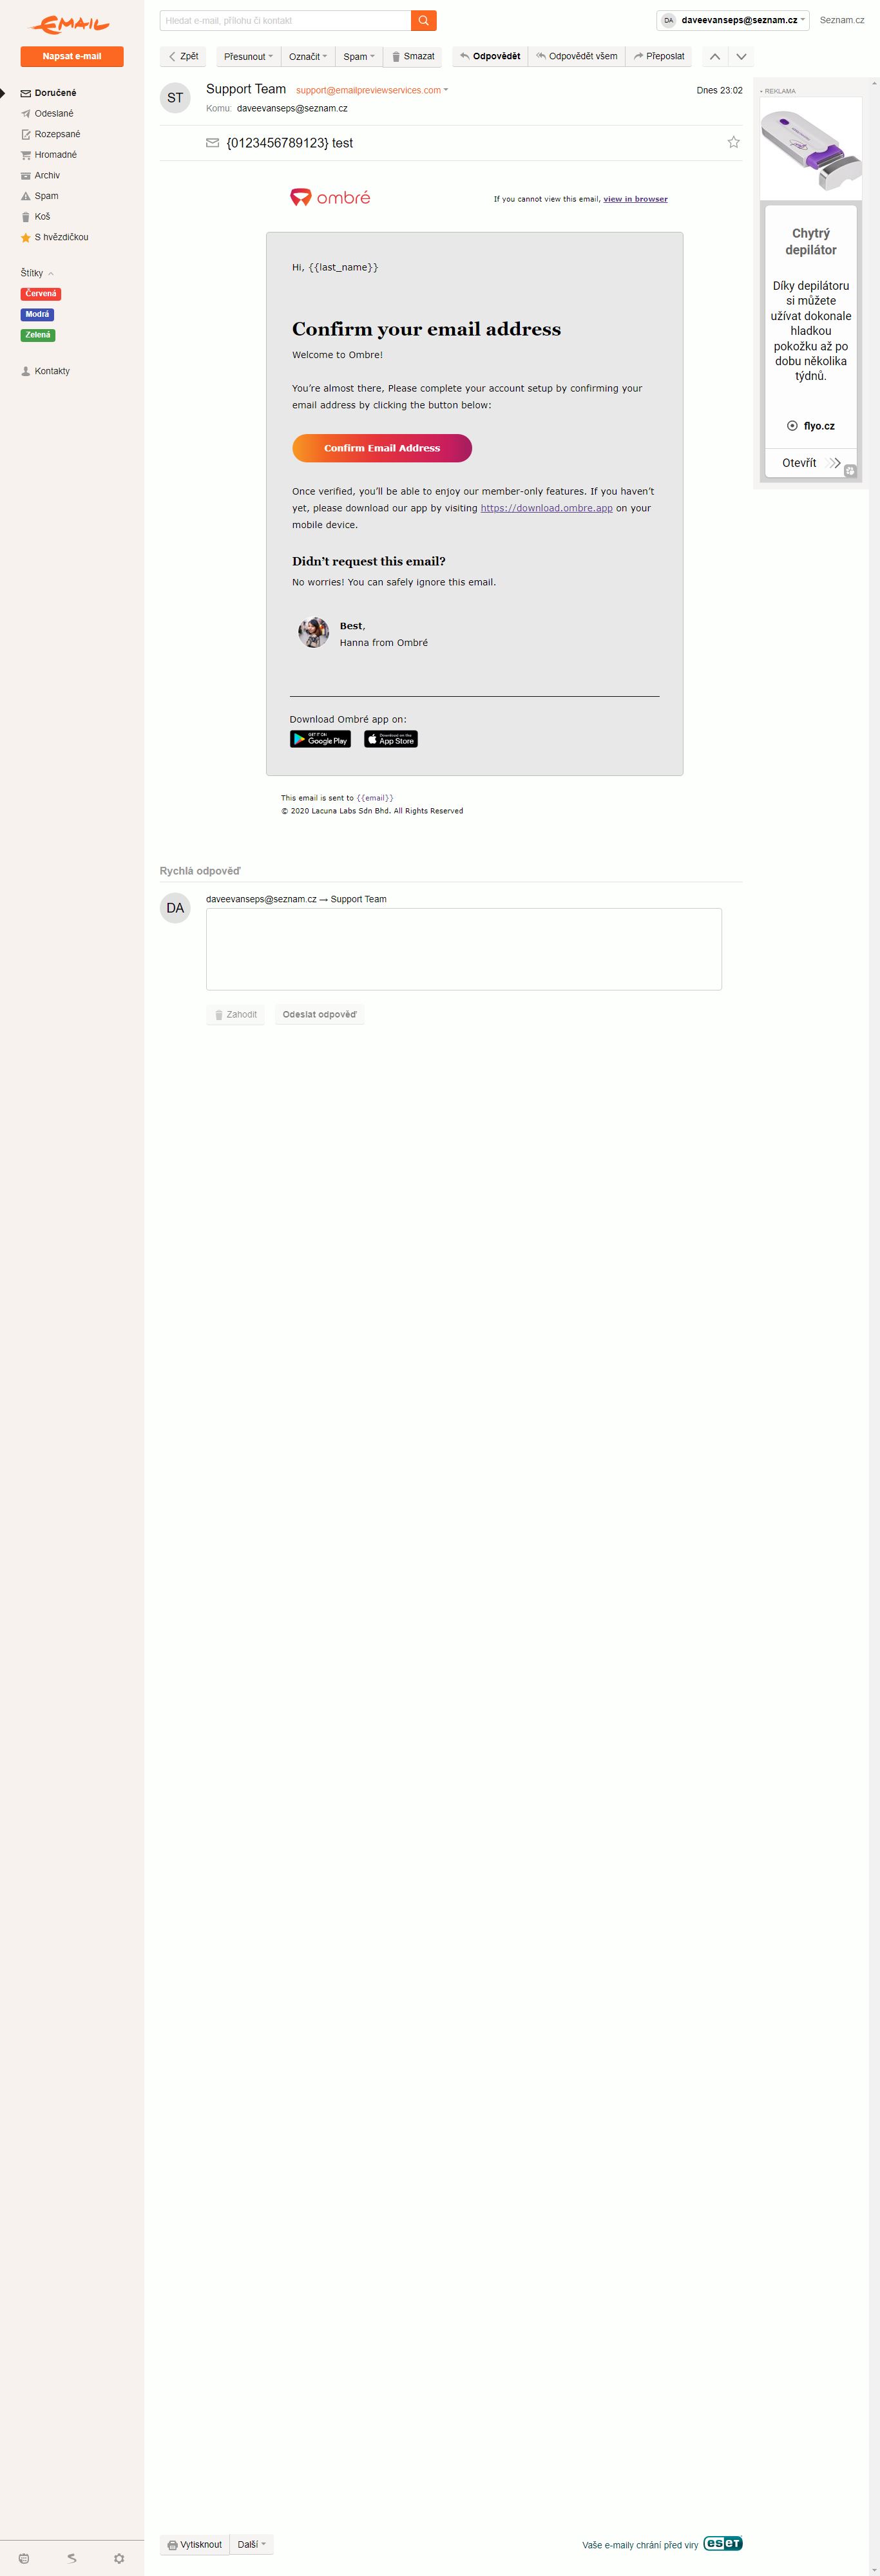 Email
Hledat e-mail, přílohu či kontakt
DA daveevanseps@seznam.cz
Seznam.cz
Napsat e-mail
Zpět
Přesunout
Označit
Spam
Smazat
Odpovědět
Odpovědět všem
Přeposlat
Doručené
Odeslané
Rozepsané
Hromadné
Archiv
Spam
Koš
S hvězdičkou
Štítky
Červená
Modrá
Zelená
Kontakty
ST
Support Team support@emailpreviewservices.com
Dnes 23:02
Komu: daveevanseps@seznam.cz
{0123456789123} test
ombré
If you cannot view this email, view in browser
Hi, {{last_name}}
Confirm your email address
Welcome to Ombre!
You’re almost there, Please complete your account setup by confirming your
email address by clicking the button below:
Confirm Email Address
Once verified, you’ll be able to enjoy our member-only features. If you haven’t
yet, please download our app by visiting https://download.ombre.app on your
mobile device.
Didn’t request this email?
No worries! You can safely ignore this email.
Best,
Hanna from Ombré
Download Ombré app on:
GET IT ON
Google Play
Download on the
App Store
This email is sent to {{email}}
© 2020 Lacuna Labs Sdn Bhd. All Rights Reserved
REKLAMA
Chytrý
depilátor
Díky depilátoru
si můžete
užívat dokonale
hladkou
pokožku až po
dobu několika
týdnů.
flyo.cz
Otevřít
Rychlá odpověď
DA
daveevanseps@seznam.cz → Support Team
Zahodit
Odeslat odpověď
Vytisknout
Další
Vaše e-maily chrání před viry
eseT